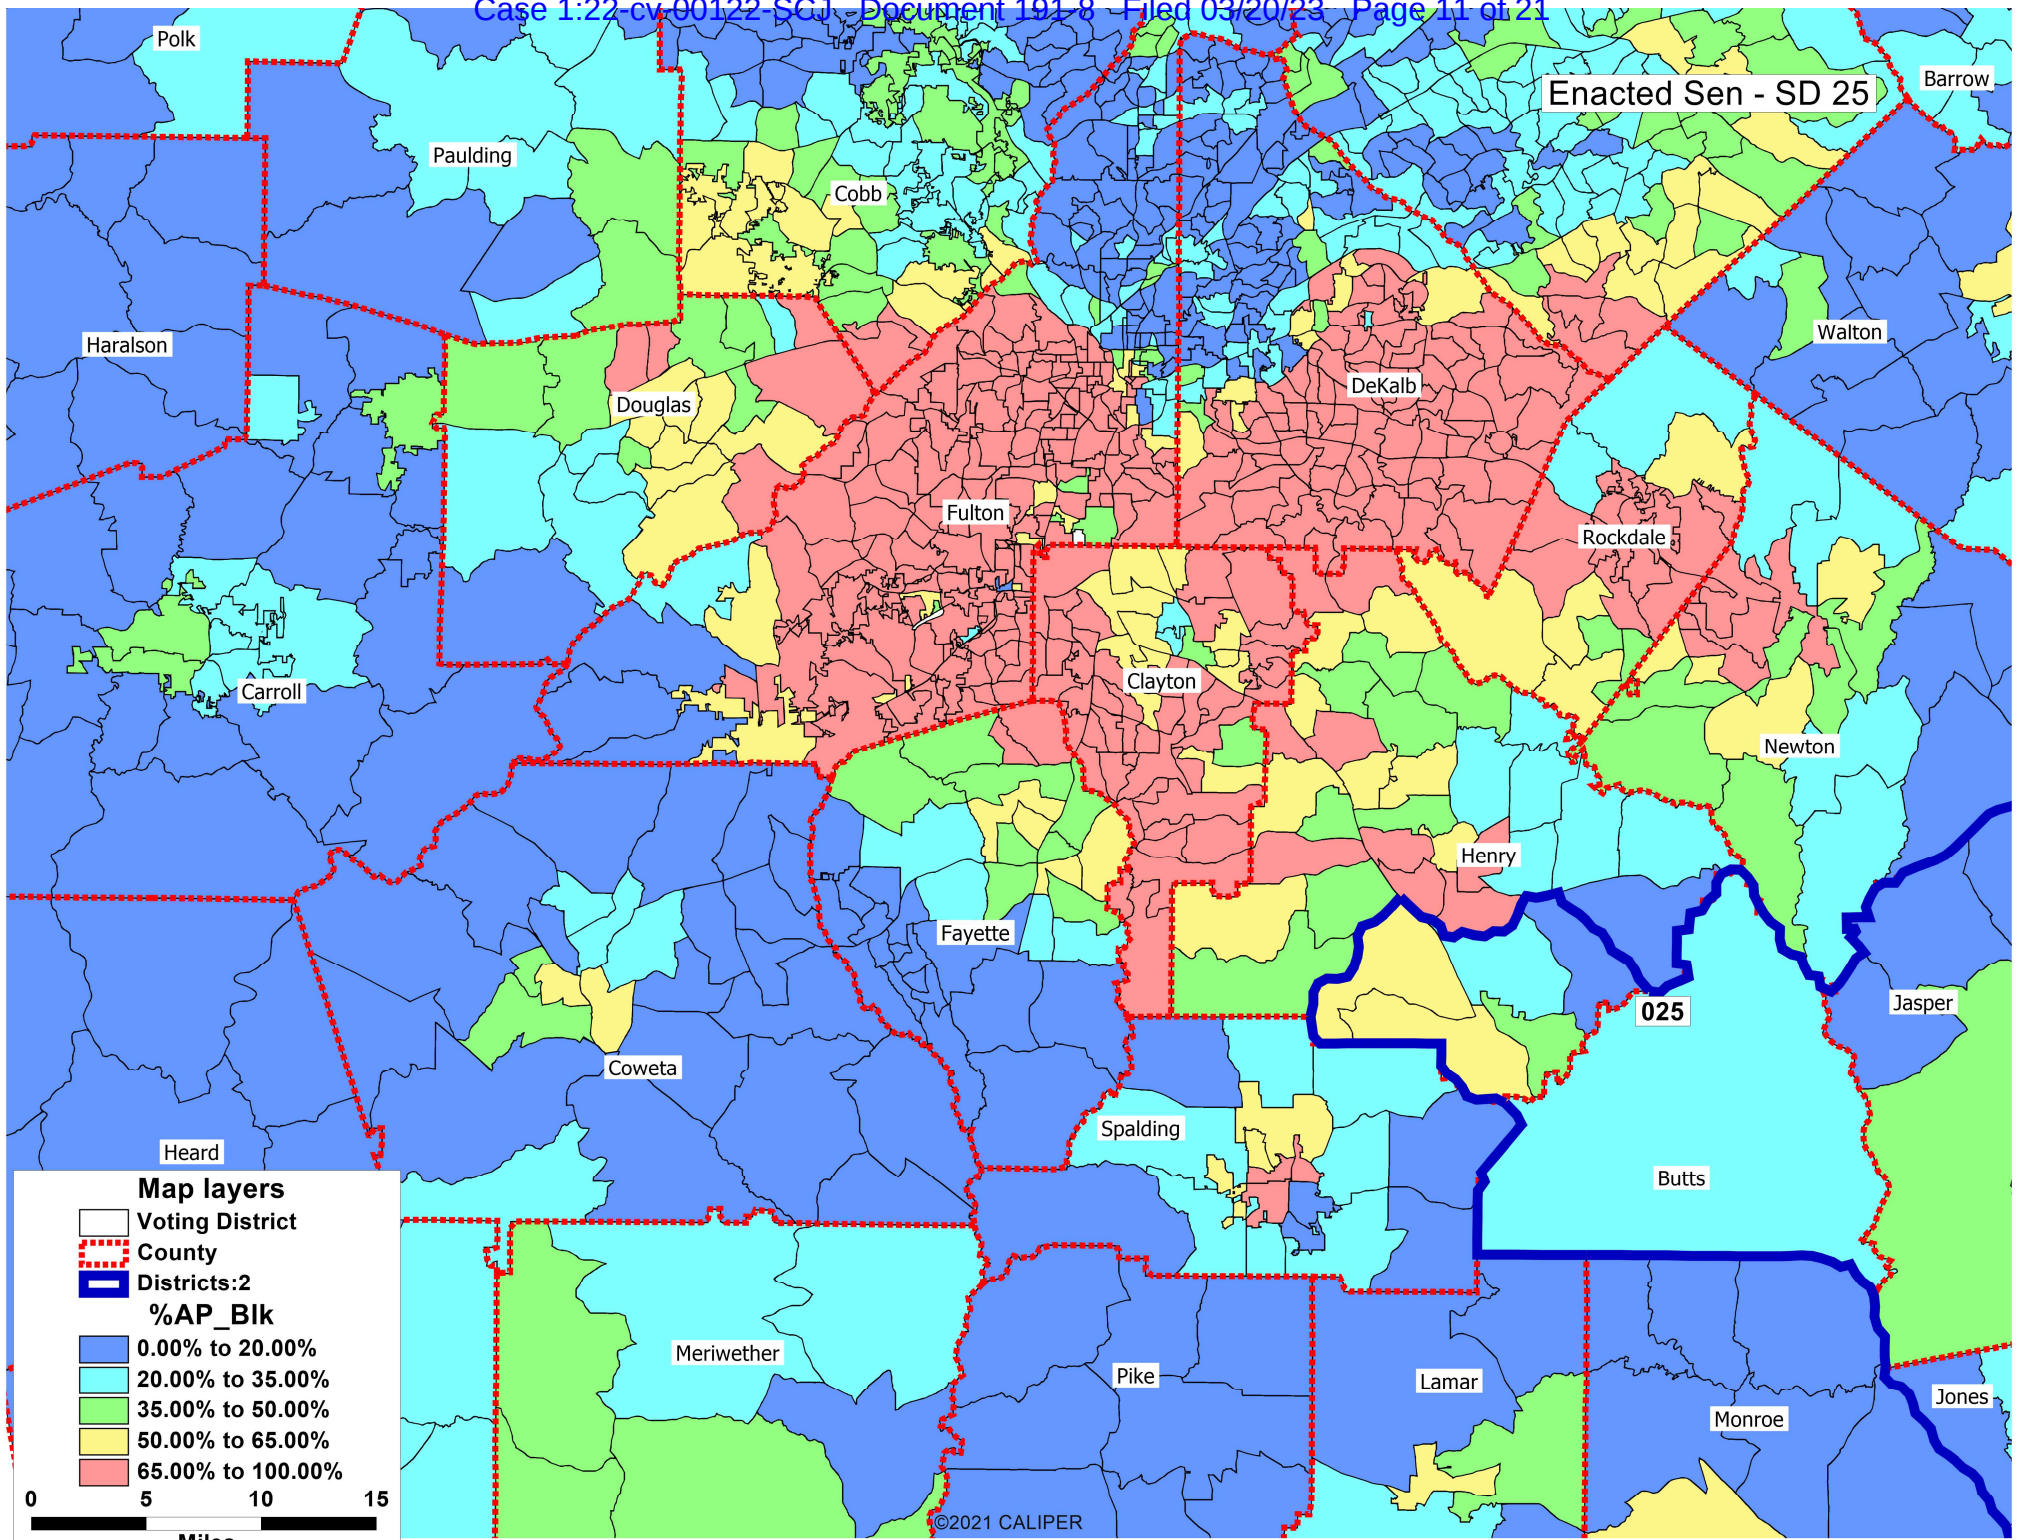 Case 1:22-cv-00122-SCJ Document 191-8 Filed 03/20/23 Page 11 of 21
Polk
Enacted Sen - SD 25
Barrow
Paulding
Cobb
Haralson
Walton
Douglas
DeKalb
Fulton
Rockdale
Carroll
Clayton
Newton
Henry
Fayette
Jasper
025
Coweta
Spalding
Heard
Butts
Meriwether
Pike
Lamar
Jones
Monroe
Map layers
Voting District
County
Districts:2
%AP_Blk
0.00% to 20.00%
20.00% to 35.00%
35.00% to 50.00%
50.00% to 65.00%
65.00% to 100.00%
0 5 10 15
Miles
©2021 CALIPER